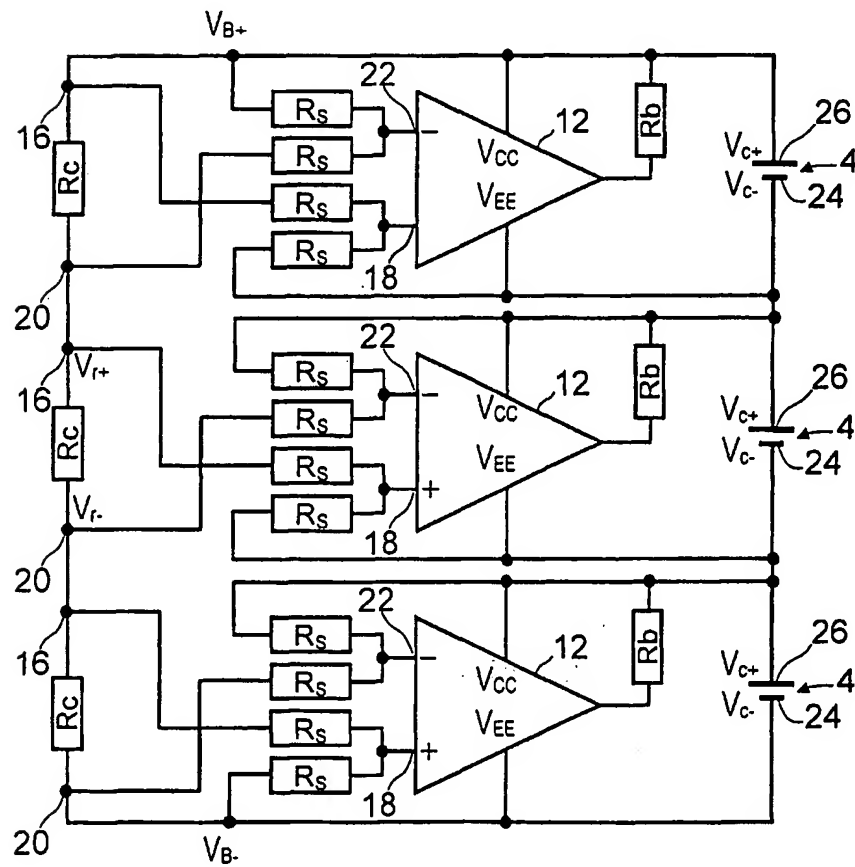 VB+
22
16
Rs
12
Rb
26
−
Rc
Rs
VCC
Vc+
4
Rs
VEE
Vc-
24
Rs
18
20
22
Vr+
Rs
−
12
Rb
26
16
Rs
VCC
Vc+
4
Rc
Rs
VEE
Vc-
24
Vr-
Rs
+
20
18
22
16
Rs
−
12
Rb
26
Rs
VCC
Vc+
4
Rc
Rs
VEE
Vc-
24
Rs
+
18
20
VB-